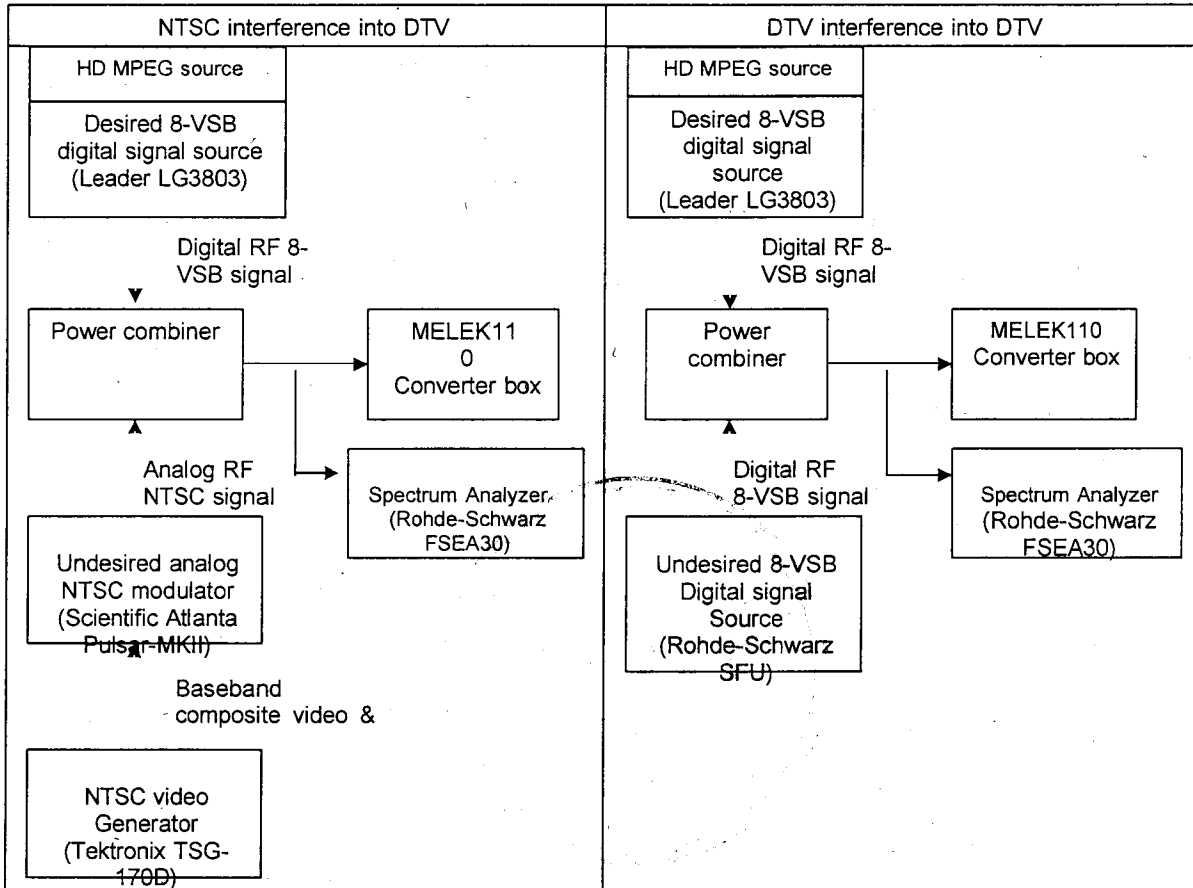 NTSC interference into DTV
HD MPEG source
Desired 8-VSB
digital signal source
(Leader LG3803)
Digital RF 8-
VSB signal
Power combiner
MELEK11
0
Converter box
Analog RF
NTSC signal
Spectrum Analyzer
(Rohde-Schwarz
FSEA30)
Undesired analog
NTSC modulator
(Scientific Atlanta
Pulsar-MKII)
Baseband
composite video &
NTSC video
Generator
(Tektronix TSG-
170D)
DTV interference into DTV
HD MPEG source
Desired 8-VSB
digital signal
source
(Leader LG3803)
Digital RF 8-
VSB signal
Power
combiner
MELEK110
Converter box
Digital RF
8-VSB signal
Spectrum Analyzer
(Rohde-Schwarz
FSEA30)
Undesired 8-VSB
Digital signal
Source
(Rohde-Schwarz
SFU)